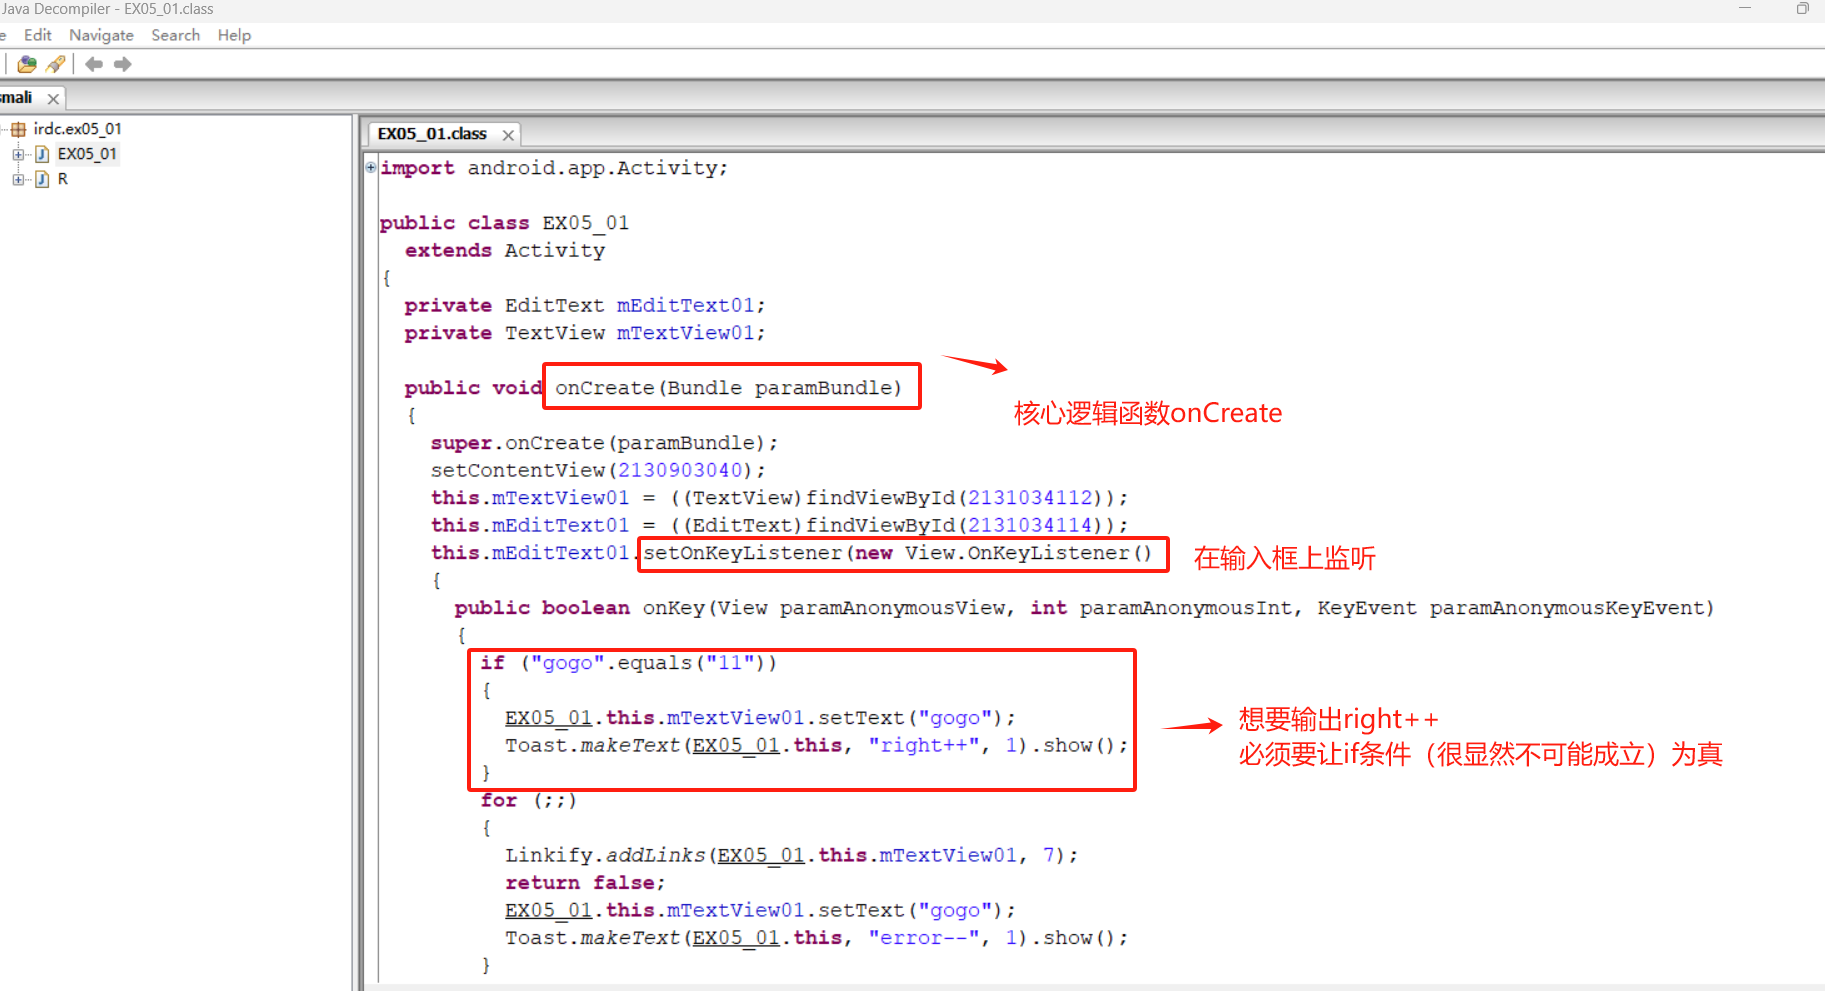 Java Decompiler - EX05_01.class
e Edit Navigate Search Help
smali
irdc.ex05_01
EX05_01
R
EX05_01.class
import android.app.Activity;
public class EX05_01
extends Activity
{
private EditText mEditText01;
private TextView mTextView01;
public void onCreate(Bundle paramBundle)
核心逻辑函数onCreate
{
super.onCreate(paramBundle);
setContentView(2130903040);
this.mTextView01 = ((TextView)findViewById(2131034112));
this.mEditText01 = ((EditText)findViewById(2131034114));
this.mEditText01.setOnKeyListener(new View.OnKeyListener()
在输入框上监听
{
public boolean onKey(View paramAnonymousView, int paramAnonymousInt, KeyEvent paramAnonymousKeyEvent)
{
if ("gogo".equals("11"))
{
EX05_01.this.mTextView01.setText("gogo");
Toast.makeText(EX05_01.this, "right++", 1).show();
}
想要输出right++
必须要让if条件（很显然不可能成立）为真
for (;;)
{
Linkify.addLinks(EX05_01.this.mTextView01, 7);
return false;
EX05_01.this.mTextView01.setText("gogo");
Toast.makeText(EX05_01.this, "error--", 1).show();
}